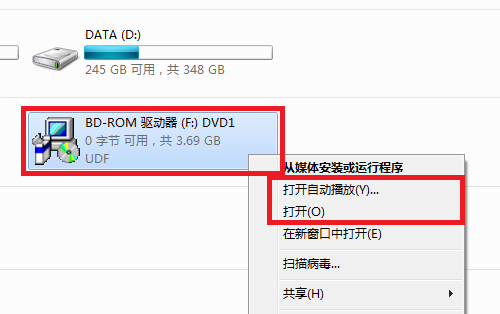 DATA (D:)
245 GB 可用，共 348 GB
BD-ROM 驱动器 (F:) DVD1
0 字节 可用，共 3.69 GB
UDF
从媒体安装或运行程序
打开自动播放(Y)...
打开(O)
在新窗口中打开(E)
扫描病毒...
共享(H)